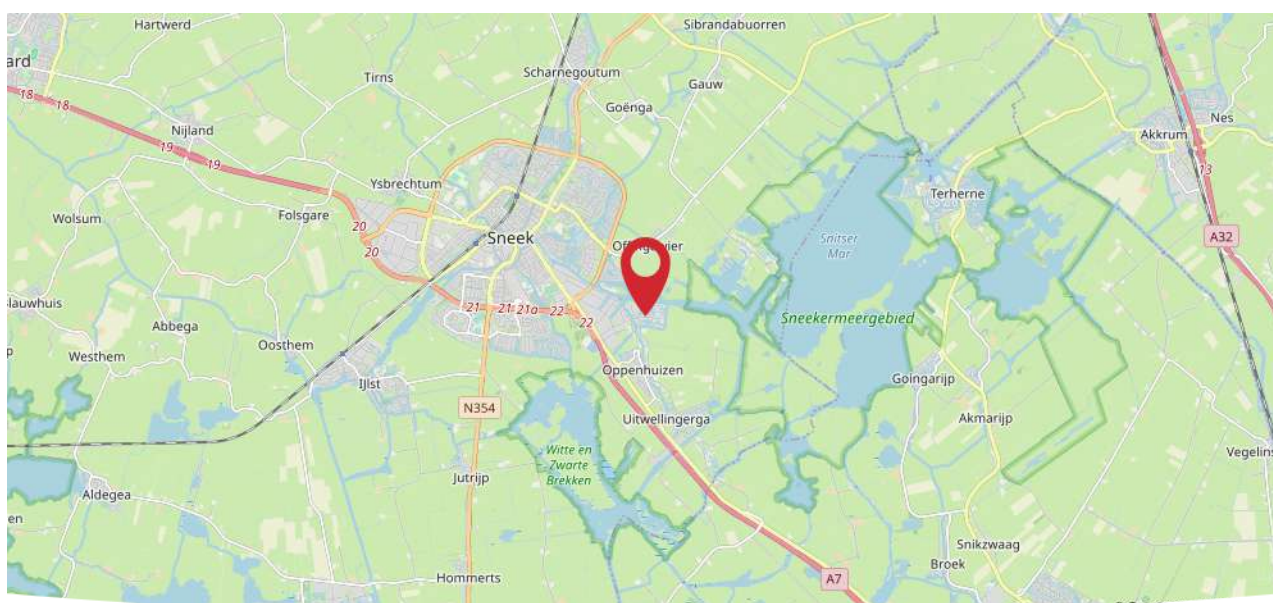 Hartwerd
Sibrandabuorren
ard
Scharnegoutum
Tirns
Gauw
18
18
Goënga
Nes
Nijland
19
Akkrum
19
13
Ysbrechtum
Terherne
Wolsum
Folsgare
20
Sneek
Snitser
Mar
A32
20
slauwhuis
21
21
21a
22
22
Sneekermeergebied
Abbega
Oosthem
Westhem
Oppenhuizen
IJlst
Goingarijp
N354
Uitwellingerga
Akmarijp
Witte en
Zwarte
Brekken
Vegelins
Jutrijp
Aldegea
en
Snikzwaag
Broek
Hommerts
A7